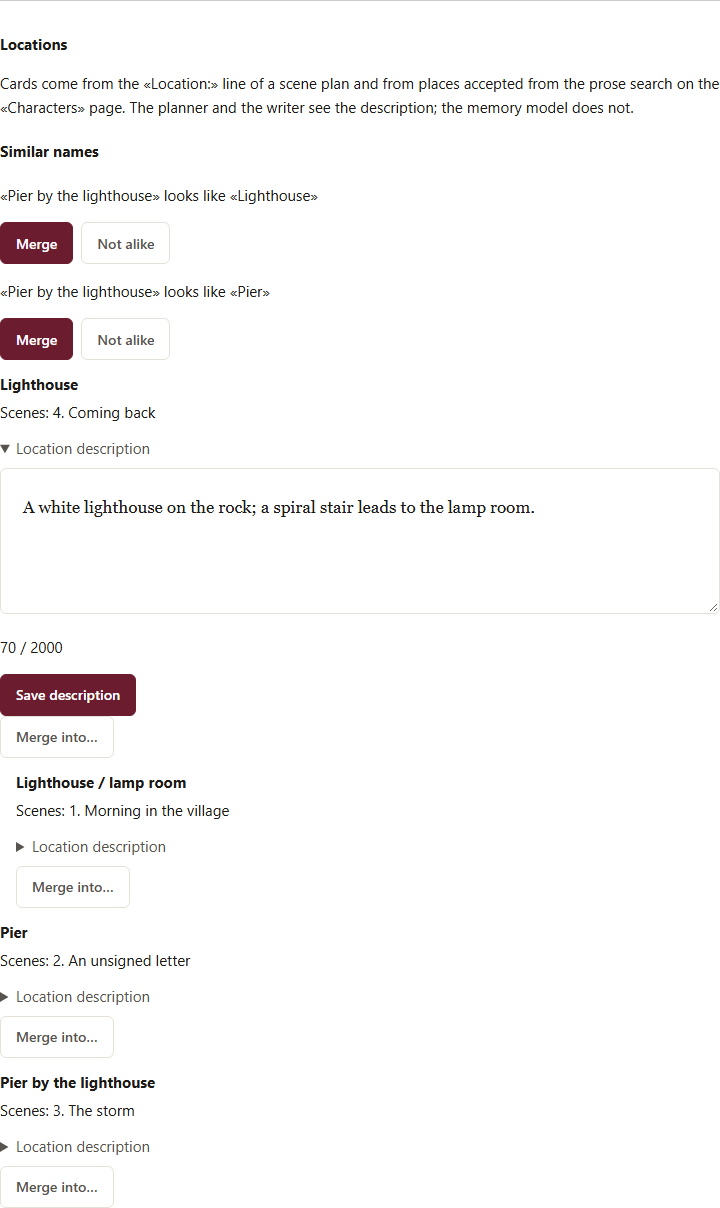 Locations
Cards come from the «Location:» line of a scene plan and from places accepted from the prose search on the
«Characters» page. The planner and the writer see the description; the memory model does not.
Similar names
«Pier by the lighthouse» looks like «Lighthouse»
Merge Not alike
«Pier by the lighthouse» looks like «Pier»
Merge Not alike
Lighthouse
Scenes: 4. Coming back
Location description
A white lighthouse on the rock; a spiral stair leads to the lamp room.
70 / 2000
Save description
Merge into...
Lighthouse / lamp room
Scenes: 1. Morning in the village
Location description
Merge into...
Pier
Scenes: 2. An unsigned letter
Location description
Merge into...
Pier by the lighthouse
Scenes: 3. The storm
Location description
Merge into...